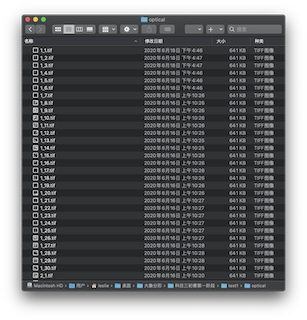 optical
名称 修改日期 大小 种类
1_1.tif 2020年6月18日 下午4:46 641 KB TIFF图像
1_2.tif 2020年6月18日 下午4:46 641 KB TIFF图像
1_3.tif 2020年6月18日 下午4:47 641 KB TIFF图像
1_4.tif 2020年6月18日 下午4:46 641 KB TIFF图像
1_5.tif 2020年6月18日 下午4:47 641 KB TIFF图像
1_6.tif 2020年6月18日 下午4:46 641 KB TIFF图像
1_7.tif 2020年6月16日 上午10:28 641 KB TIFF图像
1_8.tif 2020年6月16日 上午10:26 641 KB TIFF图像
1_9.tif 2020年6月16日 上午10:26 641 KB TIFF图像
1_10.tif 2020年6月16日 上午10:26 641 KB TIFF图像
1_11.tif 2020年6月16日 上午10:26 641 KB TIFF图像
1_12.tif 2020年6月16日 上午10:25 641 KB TIFF图像
1_13.tif 2020年6月16日 上午10:26 641 KB TIFF图像
1_14.tif 2020年6月16日 上午10:25 641 KB TIFF图像
1_15.tif 2020年6月16日 上午10:26 641 KB TIFF图像
1_16.tif 2020年6月16日 上午10:26 641 KB TIFF图像
1_17.tif 2020年6月16日 上午10:28 641 KB TIFF图像
1_18.tif 2020年6月16日 上午10:28 641 KB TIFF图像
1_19.tif 2020年6月16日 上午10:28 641 KB TIFF图像
1_20.tif 2020年6月16日 上午10:26 641 KB TIFF图像
1_21.tif 2020年6月16日 上午10:27 641 KB TIFF图像
1_22.tif 2020年6月16日 上午10:27 641 KB TIFF图像
1_23.tif 2020年6月16日 上午10:27 641 KB TIFF图像
1_24.tif 2020年6月16日 上午10:27 641 KB TIFF图像
1_25.tif 2020年6月16日 上午10:26 641 KB TIFF图像
1_26.tif 2020年6月16日 上午10:26 641 KB TIFF图像
1_27.tif 2020年6月16日 上午10:28 641 KB TIFF图像
1_28.tif 2020年6月16日 上午10:28 641 KB TIFF图像
1_29.tif 2020年6月16日 上午10:28 641 KB TIFF图像
1_30.tif 2020年6月16日 上午10:26 641 KB TIFF图像
2_1.tif 2020年6月16日 上午10:26 641 KB TIFF图像
Macintosh HD 用户 桌面 大鱼分析 科目三初赛第一阶段 test1 optical